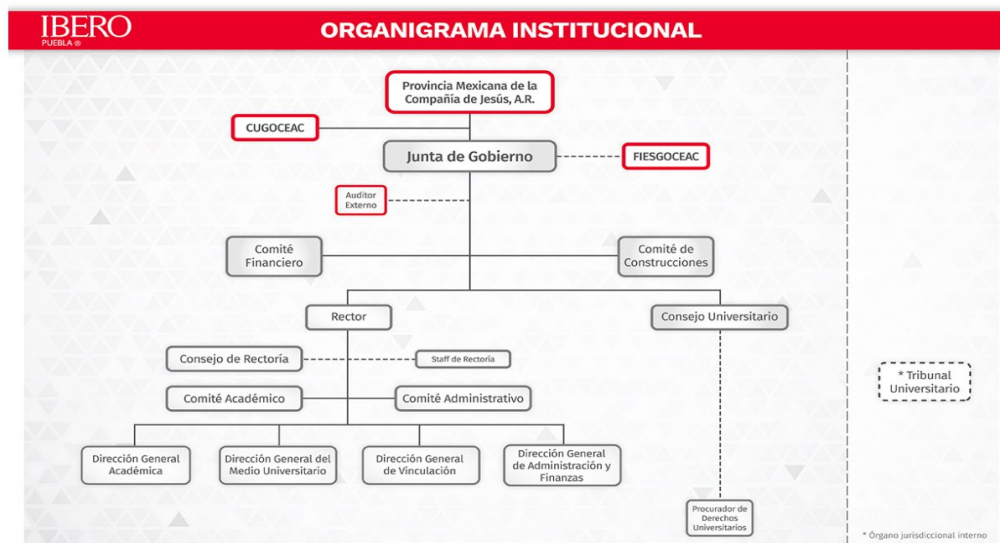 IBERO
PUEBLA ®
ORGANIGRAMA INSTITUCIONAL
Provincia Mexicana de la
Compañía de Jesús, A.R.
CUGOCEAC
Junta de Gobierno
FIESGOCEAC
Auditor
Externo
Comité
Financiero
Comité de
Construcciones
Rector
Consejo Universitario
Consejo de Rectoría
Staff de Rectoría
Comité Académico
Comité Administrativo
* Tribunal
Universitario
Dirección General
Académica
Dirección General del
Medio Universitario
Dirección General
de Vinculación
Dirección General
de Administración y
Finanzas
Procurador de
Derechos
Universitarios
* Órgano jurisdiccional interno